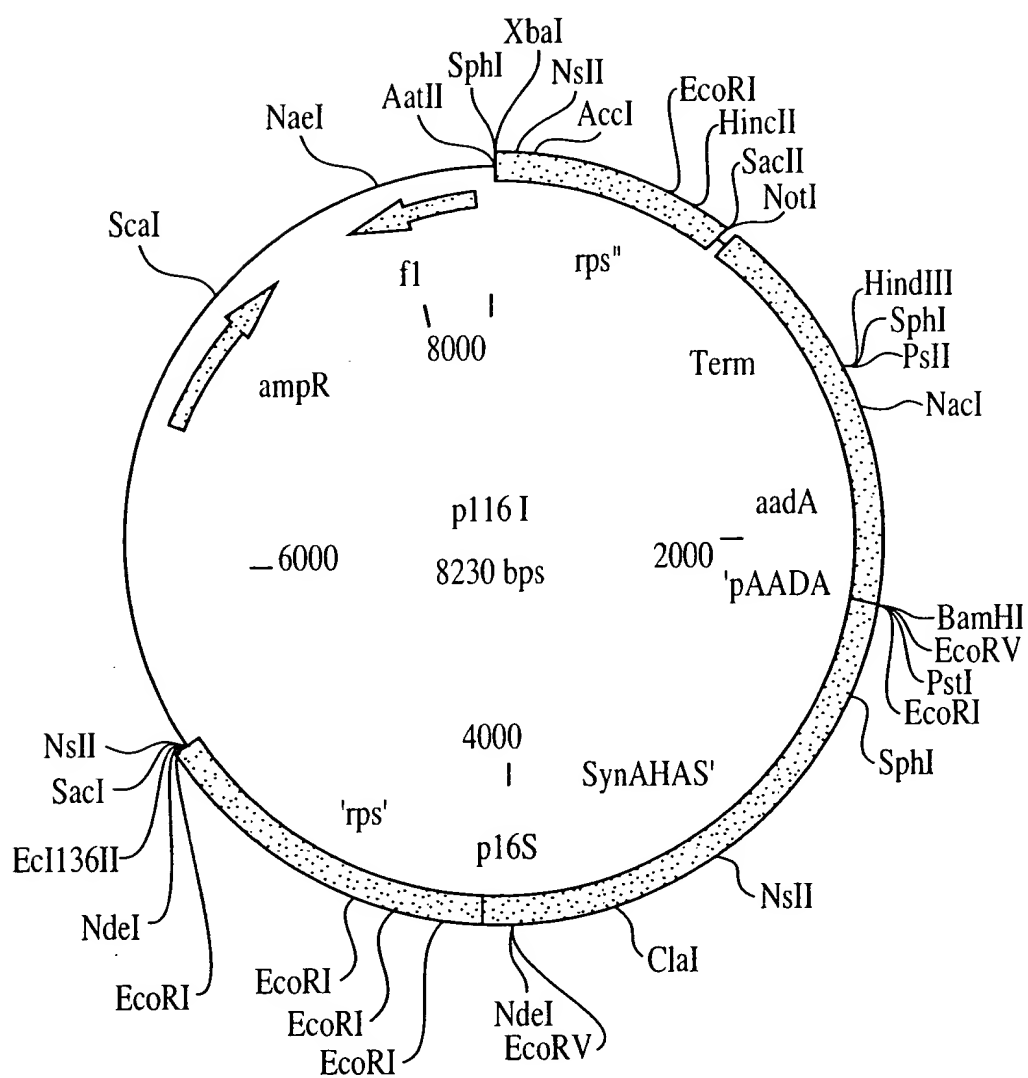 XbaI
SphI
NsII
AatII
AccI
EcoRI
HincII
NaeI
SacII
NotI
ScaI
f1
rps"
HindIII
SphI
PsII
8000
Term
ampR
NacI
p116 I
aadA
6000
8230 bps
2000
'pAADA
BamHI
EcoRV
PstI
EcoRI
NsII
4000
SphI
SacI
SynAHAS'
'rps'
EcI136II
p16S
NsII
NdeI
ClaI
EcoRI
EcoRI
EcoRI
NdeI
EcoRI
EcoRV